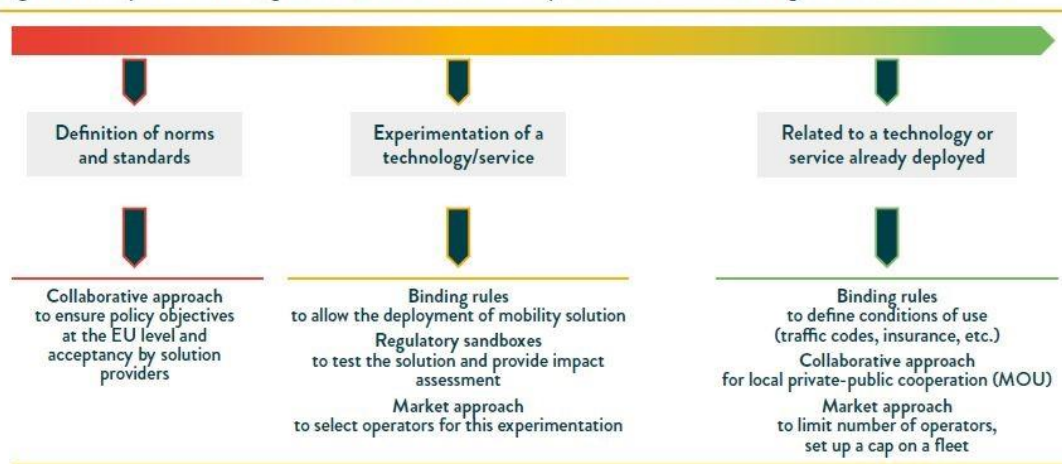 Definition of norms
and standards
Experimentation of a
technology/service
Related to a technology or
service already deployed
Collaborative approach
to ensure policy objectives
at the EU level and
acceptancy by solution
providers
Binding rules
to allow the deployment of mobility solution
Regulatory sandboxes
to test the solution and provide impact
assessment
Market approach
to select operators for this experimentation
Binding rules
to define conditions of use
(traffic codes, insurance, etc.)
Collaborative approach
for local private-public cooperation (MOU)
Market approach
to limit number of operators,
set up a cap on a fleet